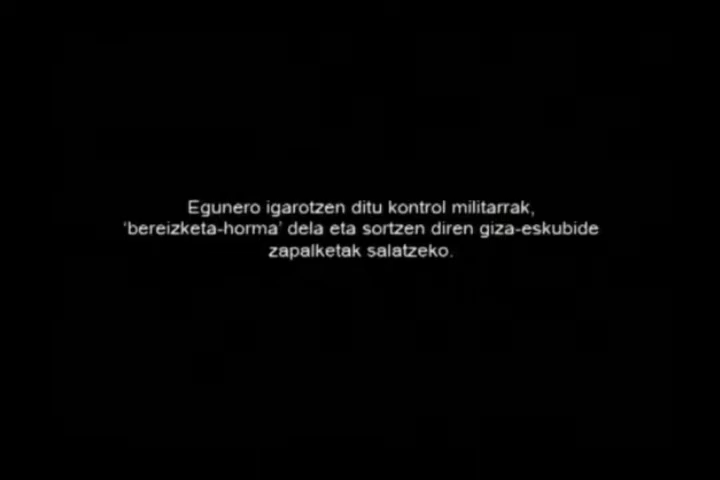 Egunero igarotzen ditu kontrol militarrak,
'bereizketa-horma' dela eta sortzen diren giza-eskubide
zapalketak salatzeko.